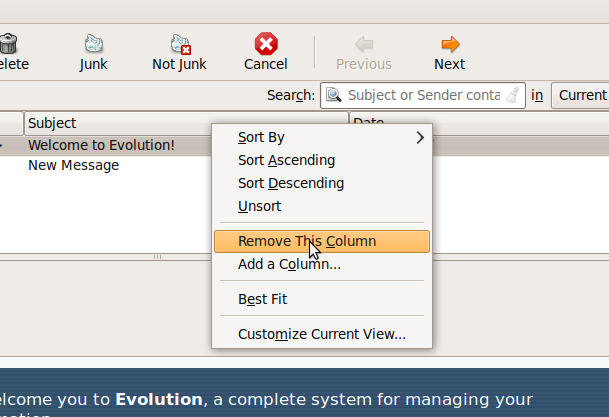 elete Junk Not Junk Cancel Previous Next
Search: Subject or Sender conta in Current
Subject Date
Welcome to Evolution!
New Message
Sort By
Sort Ascending
Sort Descending
Unsort
Remove This Column
Add a Column...
Best Fit
Customize Current View...
elcome you to Evolution, a complete system for managing your